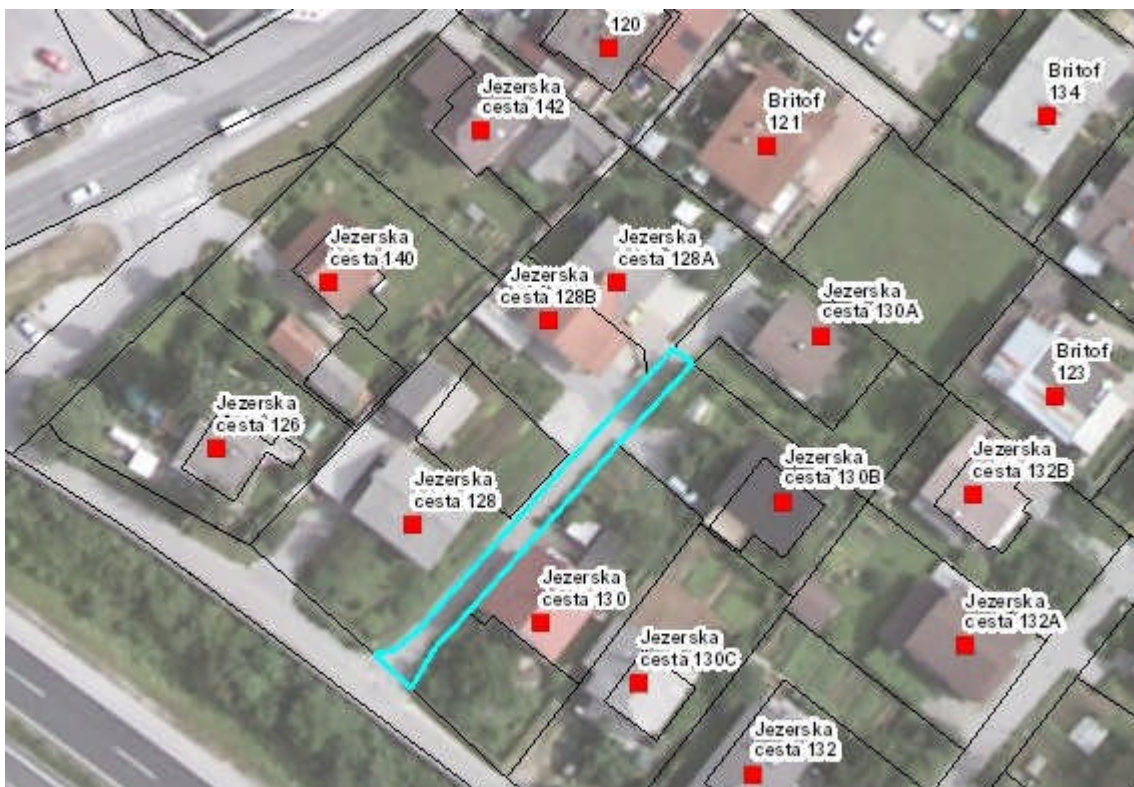 120
Jezerska
cesta 142
Britof
121
Britof
134
Jezerska
cesta 140
Jezerska
cesta 128A
Jezerska
cesta 128B
Jezerska
cesta 130A
Britof
123
Jezerska
cesta 126
Jezerska
cesta 128
Jezerska
cesta 130B
Jezerska
cesta 132B
Jezerska
cesta 130
Jezerska
cesta 130C
Jezerska
cesta 132A
Jezerska
cesta 132